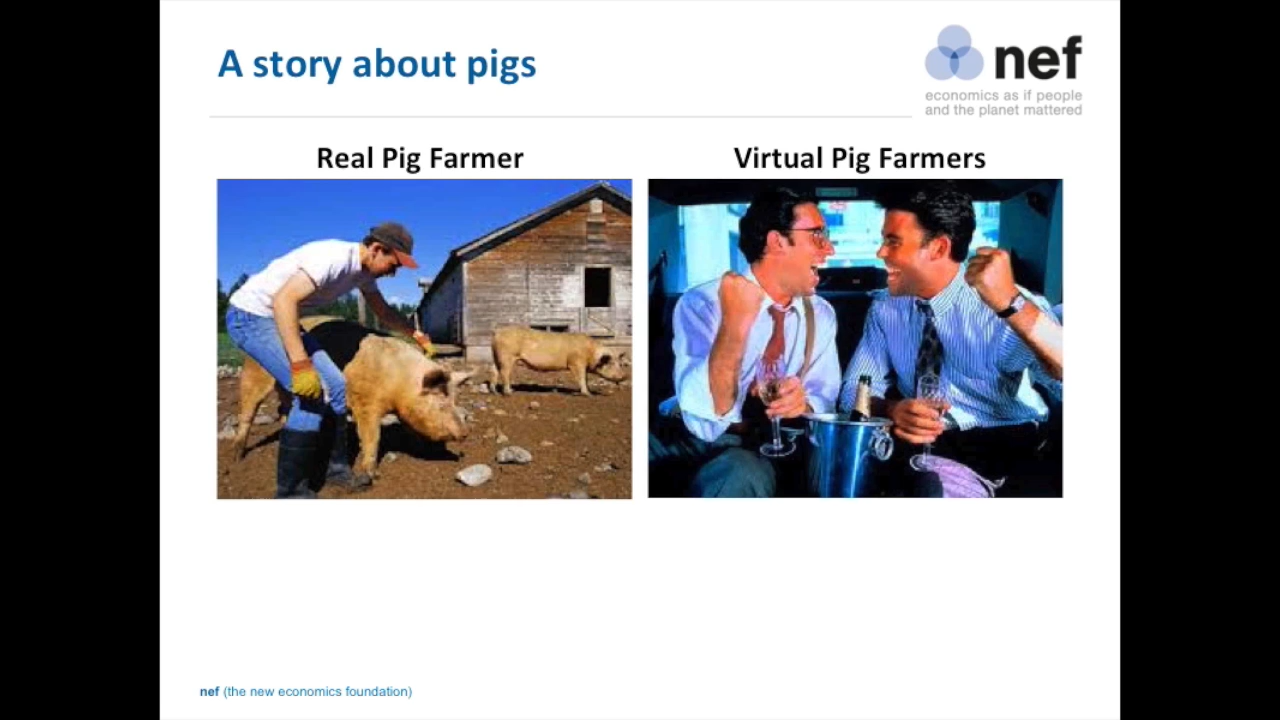 A story about pigs
nef
economics as if people
and the planet mattered
Real Pig Farmer
Virtual Pig Farmers
nef (the new economics foundation)